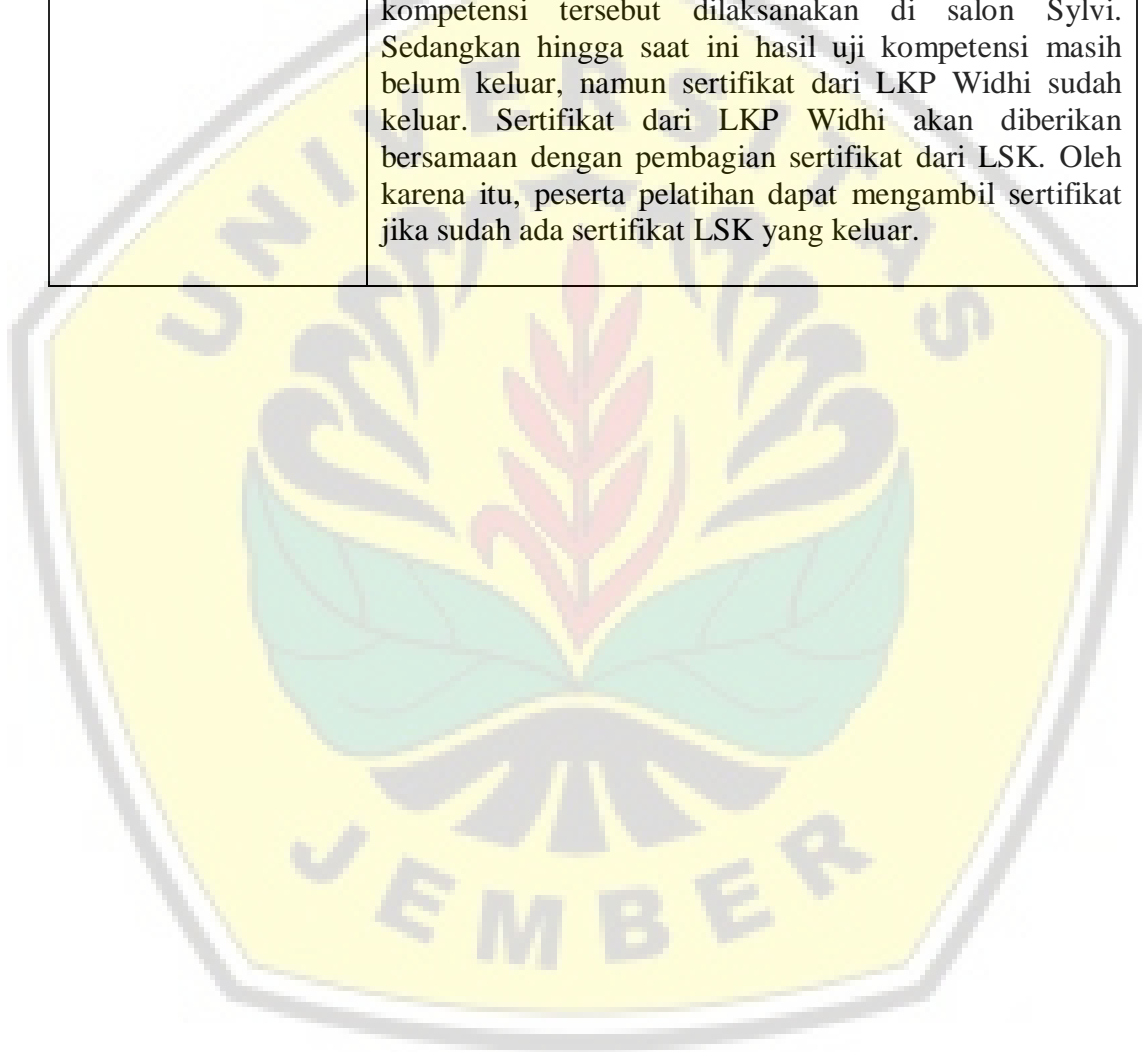 kompetensi tersebut dilaksanakan di salon Sylvi.
Sedangkan hingga saat ini hasil uji kompetensi masih
belum keluar, namun sertifikat dari LKP Widhi sudah
keluar. Sertifikat dari LKP Widhi akan diberikan
bersamaan dengan pembagian sertifikat dari LSK. Oleh
karena itu, peserta pelatihan dapat mengambil sertifikat
jika sudah ada sertifikat LSK yang keluar.
UNIVERSITAS
JEMBER